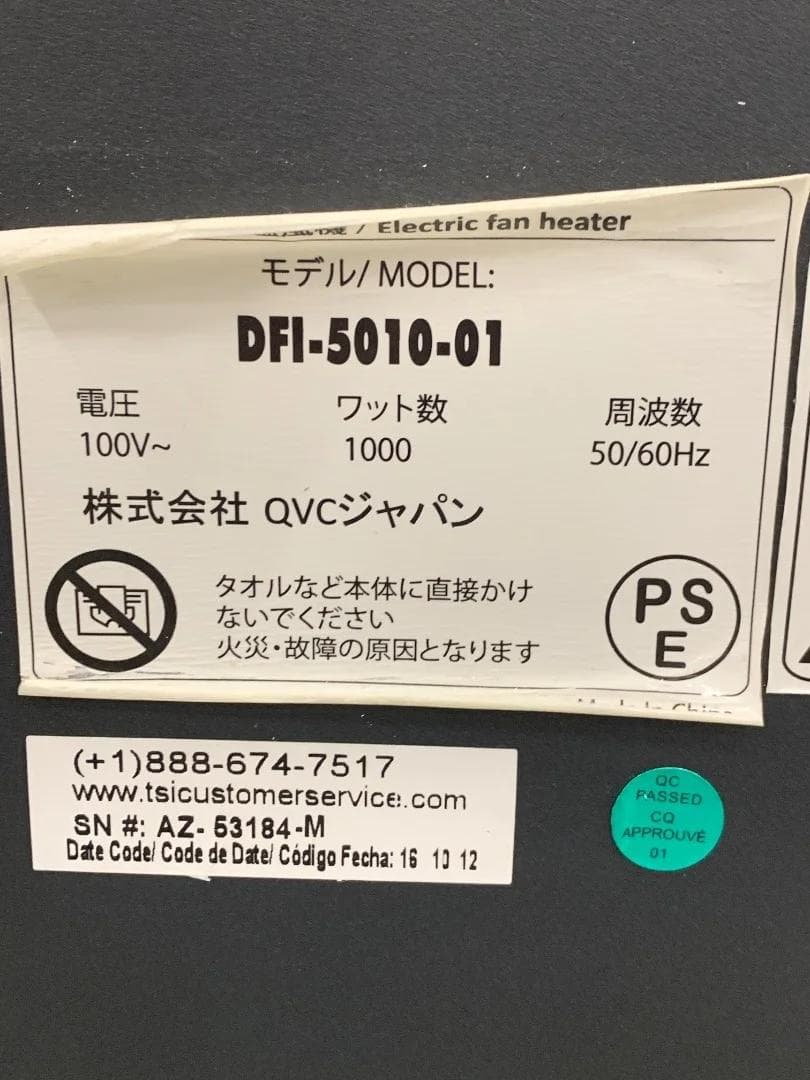 / Electric fan heater
モデル/ MODEL:
DFI-5010-01
電圧 ワット数 周波数
100V~ 1000 50/60Hz
株式会社 QVCジャパン
タオルなど本体に直接かけ
ないでください
火災・故障の原因となります
PS
E
(+1)888-674-7517
www.tsicustomerservice.com
SN #: AZ- 53184-M
Date Code/ Code de Date/ Código Fecha: 16 10 12
QC
PASSED
CQ
APPROUVÉ
01